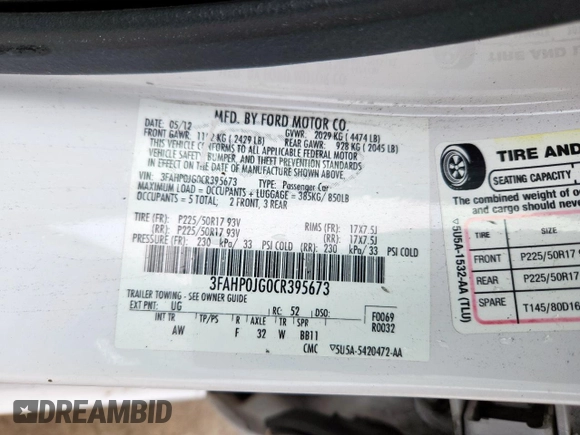 MFD. BY FORD MOTOR CO.
DATE: 05/12 GVWR: 2029 KG ( 4474 LB)
FRONT GAWR: KG ( 2429 LB) REAR GAWR: 928 KG ( 2045 LB)
THIS VEHICLE CONFORMS TO ALL APPLICABLE FEDERAL MOTOR
VEHICLE SAFETY, BUMPER, AND THEFT PREVENTION STANDARDS
IN EFFECT ON THE DATE OF MANUFACTURE SHOWN ABOVE.
VIN: 3FAHP0JG0CR395673 TYPE: Passenger Car
MAXIMUM LOAD = OCCUPANTS + LUGGAGE = 385KG/ 850LB
OCCUPANTS = 5 TOTAL; 2 FRONT, 3 REAR
TIRE (FR): P225/50R17 93V RIMS (FR): 17X7.5J
TIRE (RR): P225/50R17 93V RIMS (RR): 17X7.5J
PRESSURE (FR): 230 kPa/ 33 PSI COLD (RR): 230 kPa/ 33 PSI COLD
3FAHP0JG0CR395673
TRAILER TOWING - SEE OWNER GUIDE
EXT PNT: UG RC: 52 DSO: F0069
INT TR TP/PS R AXLE TR SPR R0032
AW F 32 W BB11
CMC ▽5U5A-5420472-AA
TIRE AND
SEATING CAPACITY
The combined weight of
and cargo should never
TIRE SIZE
FRONT P225/50R17
REAR P225/50R17
SPARE T145/80D16
▽5U5A-1532-AA (TLU)
DREAMBID